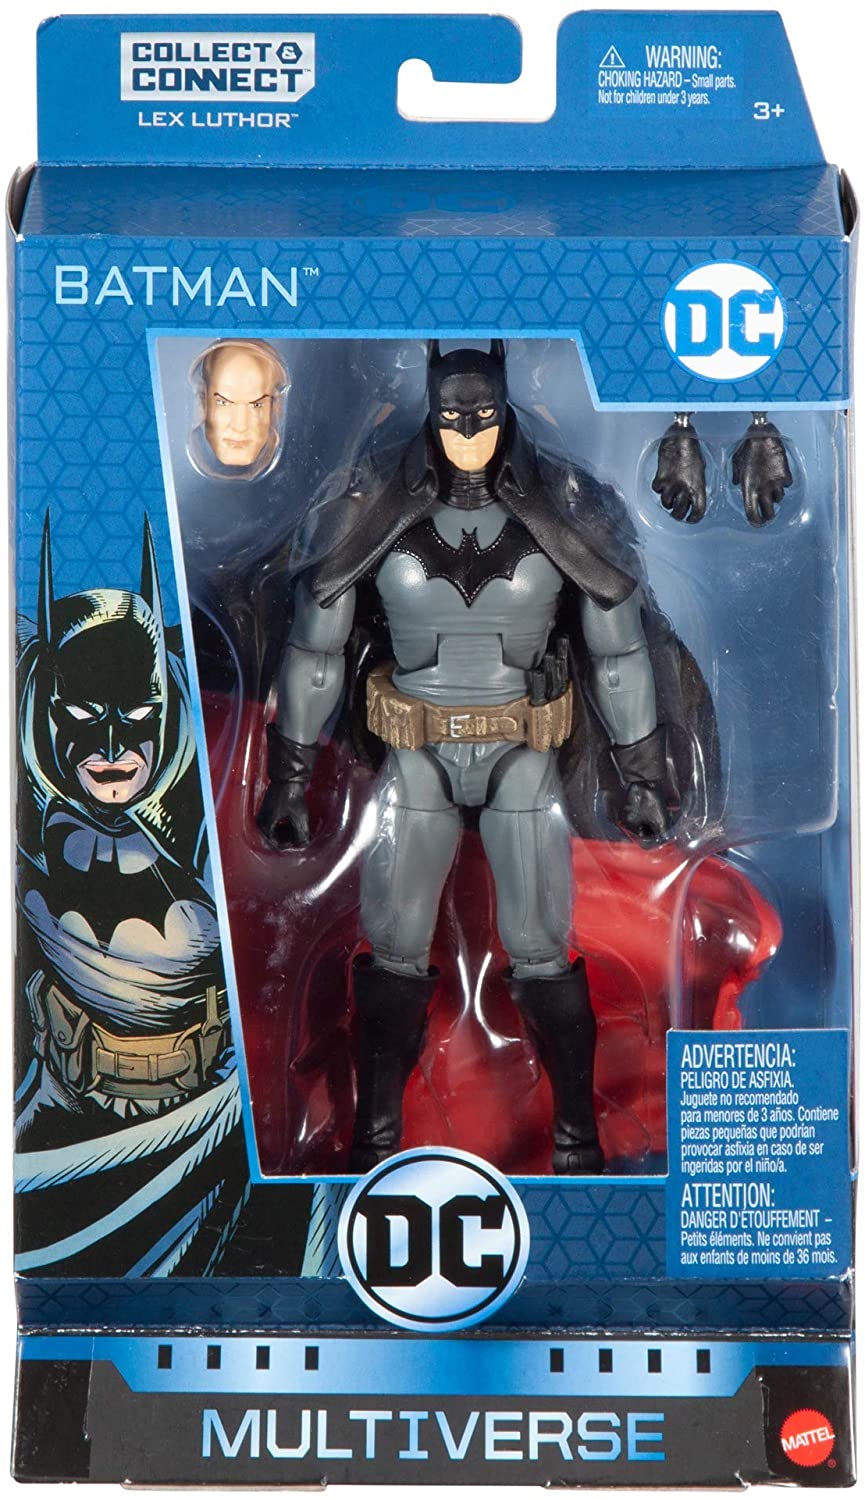 COLLECT & CONNECT™
LEX LUTHOR™
WARNING:
CHOKING HAZARD – Small parts.
Not for children under 3 years.
3+
DC
BATMAN™
DC
ADVERTENCIA:
PELIGRO DE ASFIXIA.
Juguete no recomendado
para menores de 3 años. Contiene
piezas pequeñas que podrían
provocar asfixia en caso de ser
ingeridas por el niño/a.
ATTENTION:
DANGER D'ÉTOUFFEMENT –
Petits éléments. Ne convient pas
aux enfants de moins de 36 mois.
DC
MULTIVERSE
MATTEL®